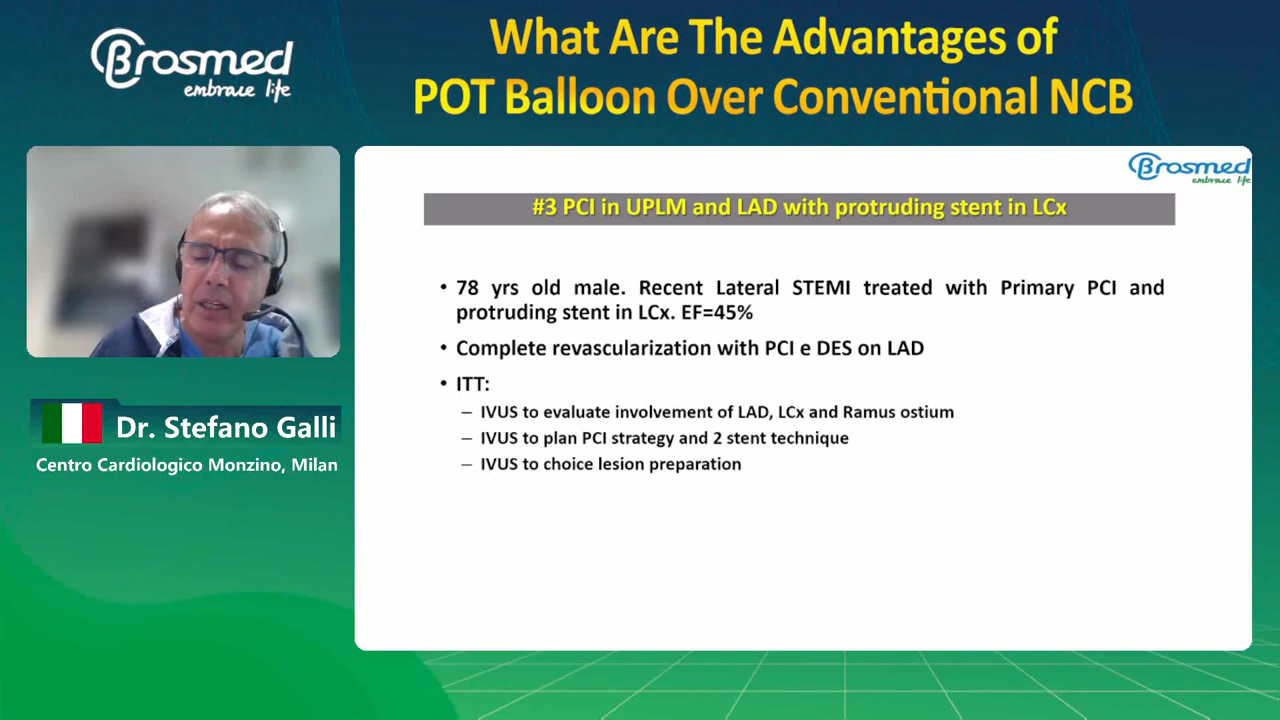 Brosmed
embrace life
What Are The Advantages of
POT Balloon Over Conventional NCB
Brosmed
embrace life
#3 PCI in UPLM and LAD with protruding stent in LCx
• 78 yrs old male. Recent Lateral STEMI treated with Primary PCI and
protruding stent in LCx. EF=45%
• Complete revascularization with PCI e DES on LAD
• ITT:
– IVUS to evaluate involvement of LAD, LCx and Ramus ostium
– IVUS to plan PCI strategy and 2 stent technique
– IVUS to choice lesion preparation
Dr. Stefano Galli
Centro Cardiologico Monzino, Milan